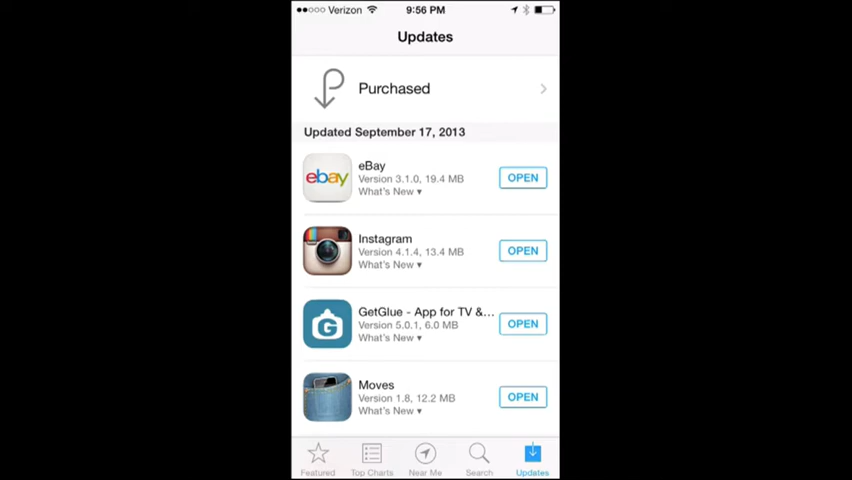 Verizon 9:56 PM
Updates
Purchased
Updated September 17, 2013
ebay
eBay
Version 3.1.0, 19.4 MB
What's New ▾
OPEN
Instagram
Version 4.1.4, 13.4 MB
What's New ▾
OPEN
G
GetGlue - App for TV &...
Version 5.0.1, 6.0 MB
What's New ▾
OPEN
Moves
Version 1.8, 12.2 MB
What's New ▾
OPEN
Featured Top Charts Near Me Search Updates